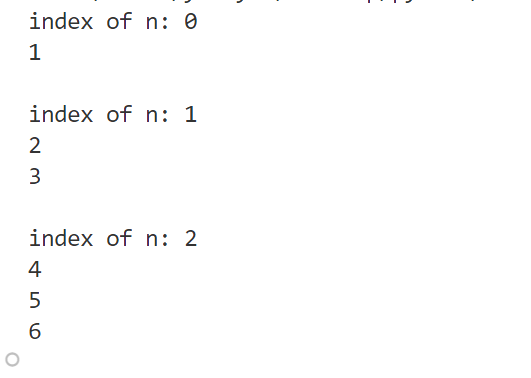 index of n: 0
1
index of n: 1
2
3
index of n: 2
4
5
6